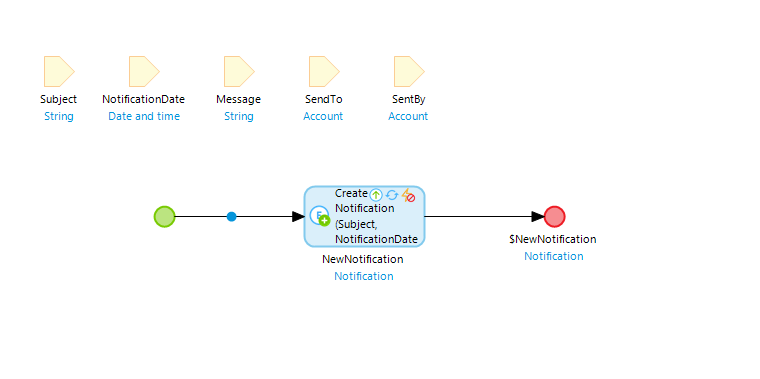 Subject
String
NotificationDate
Date and time
Message
String
SendTo
Account
SentBy
Account
Create
Notification
(Subject,
NotificationDate
NewNotification
Notification
$NewNotification
Notification